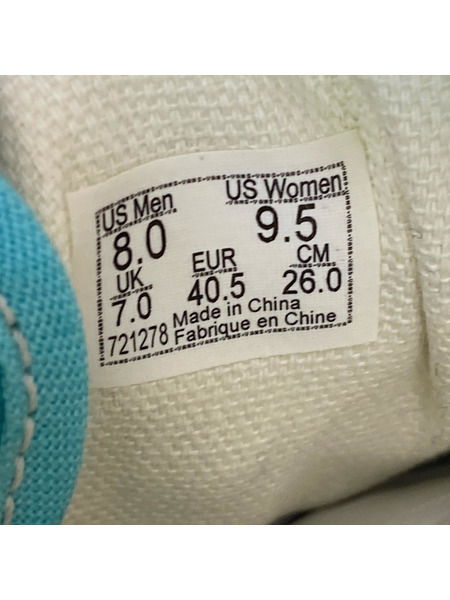 US Men US Women
8.0 9.5
UK EUR CM
7.0 40.5 26.0
721278 Made in China
Fabrique en Chine